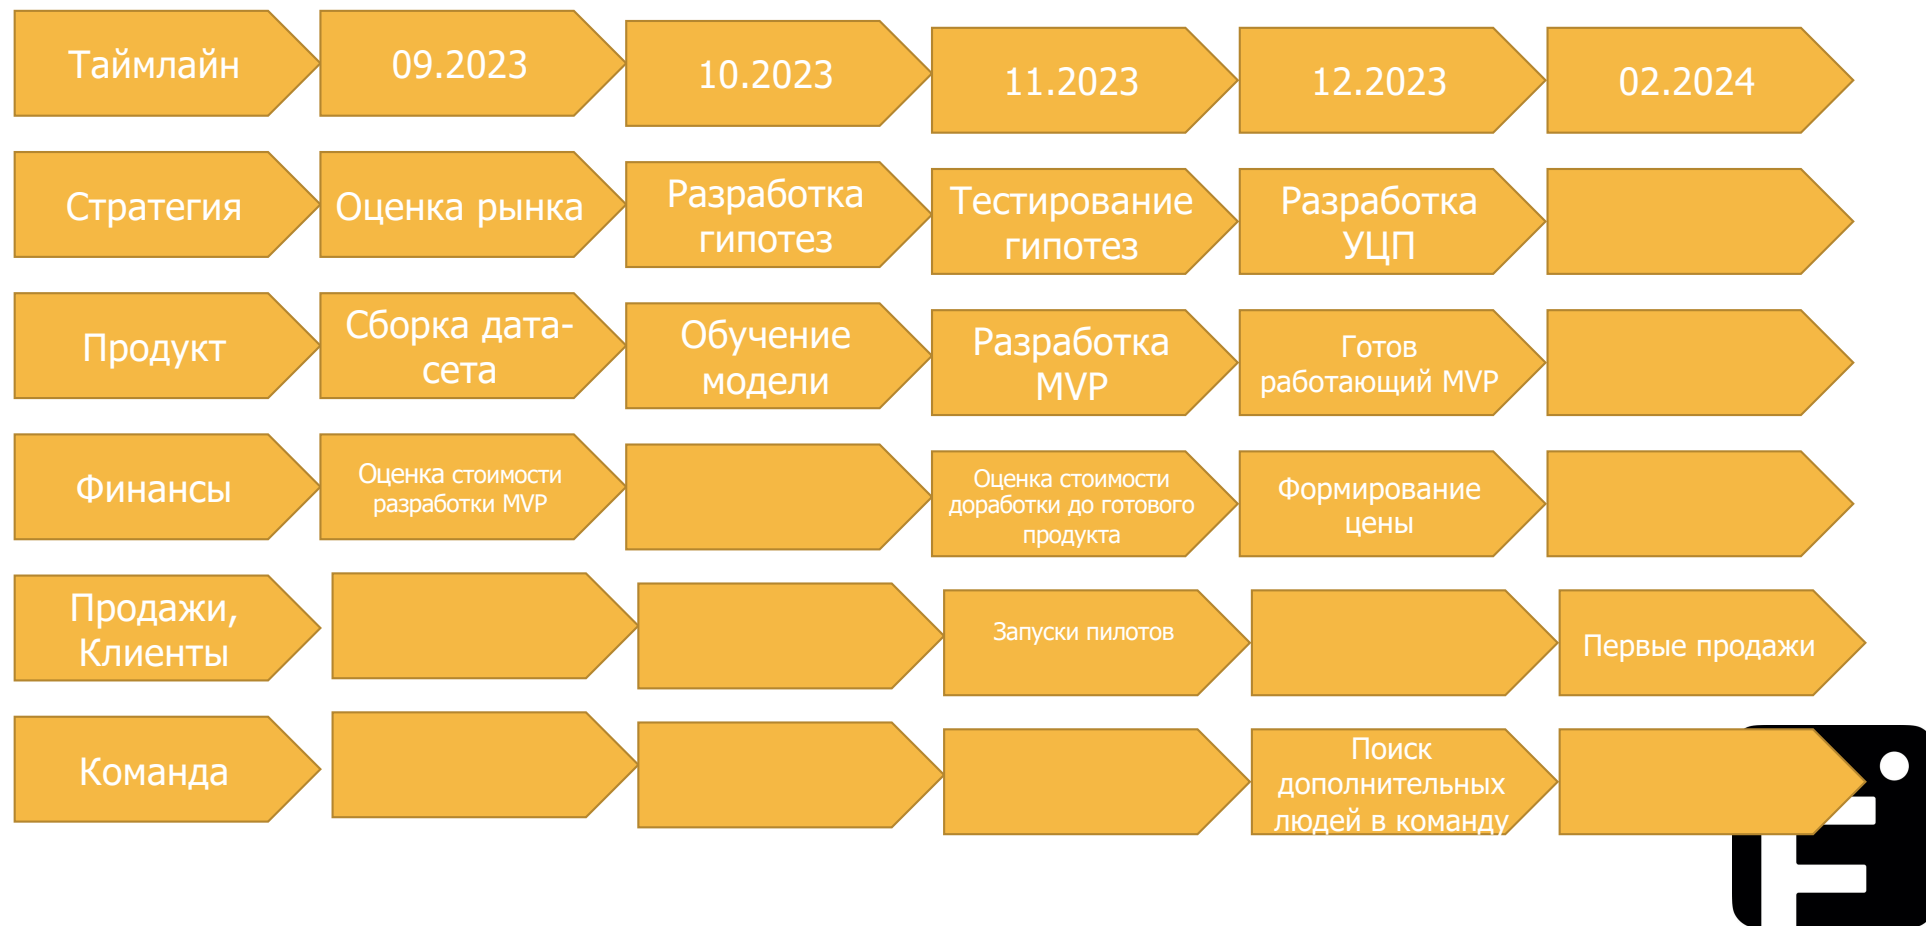 Таймлайн
09.2023
10.2023
11.2023
12.2023
02.2024
Стратегия
Оценка рынка
Разработка
гипотез
Тестирование
гипотез
Разработка
УЦП
Продукт
Сборка дата-
сета
Обучение
модели
Разработка
MVP
Готов
работающий MVP
Финансы
Оценка стоимости
разработки MVP
Оценка стоимости
доработки до готового
продукта
Формирование
цены
Продажи,
Клиенты
Запуски пилотов
Первые продажи
Команда
Поиск
дополнительных
людей в команду